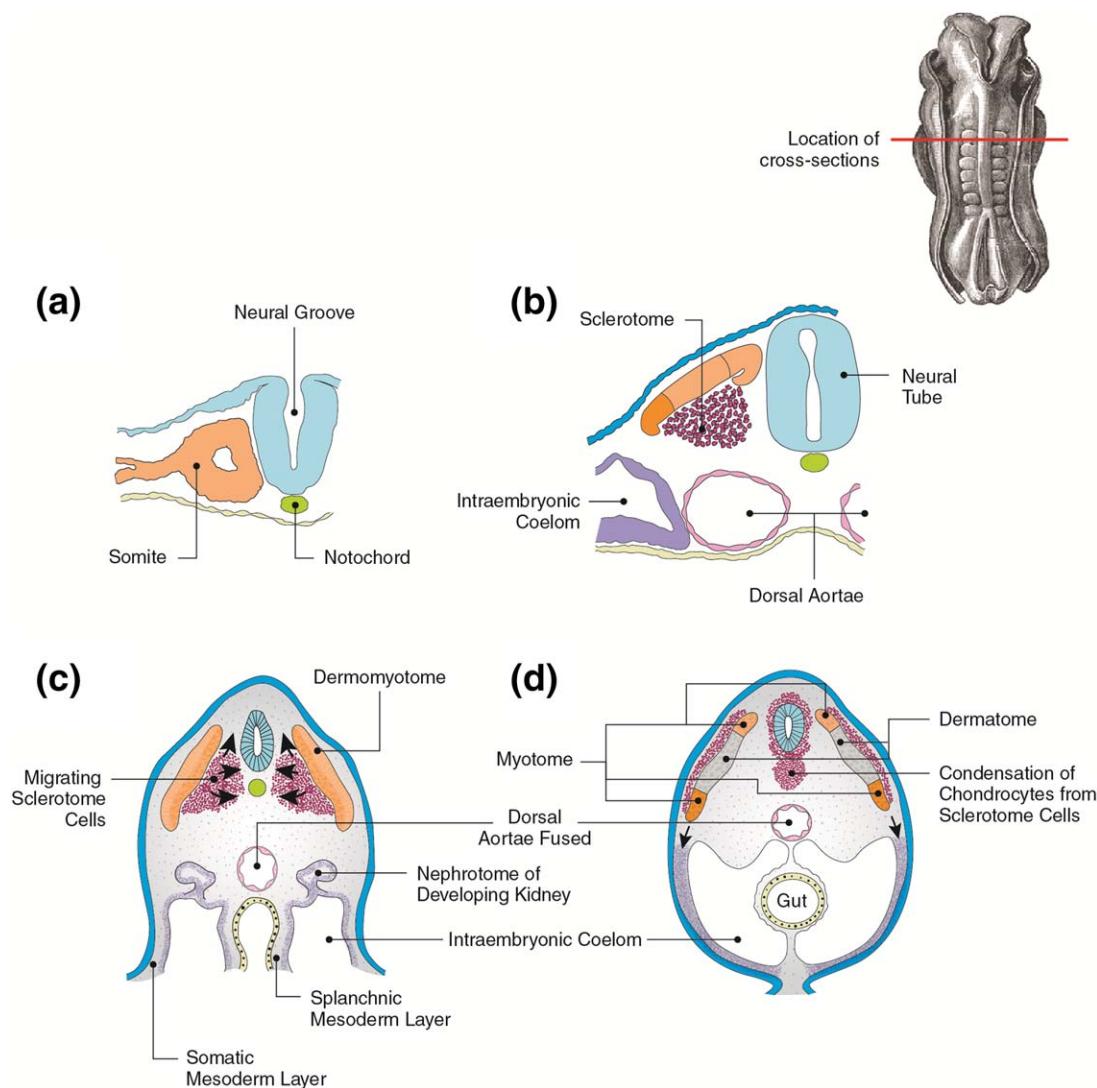 Location of
cross-sections
(a)
Neural Groove
Somite
Notochord
(b)
Sclerotome
Neural
Tube
Intraembryonic
Coelom
Dorsal Aortae
(c)
Dermomyotome
Migrating
Sclerotome
Cells
Dorsal
Aortae Fused
Nephrotome of
Developing Kidney
Intraembryonic Coelom
Splanchnic
Mesoderm Layer
Somatic
Mesoderm Layer
(d)
Myotome
Dermatome
Condensation of
Chondrocytes from
Sclerotome Cells
Gut